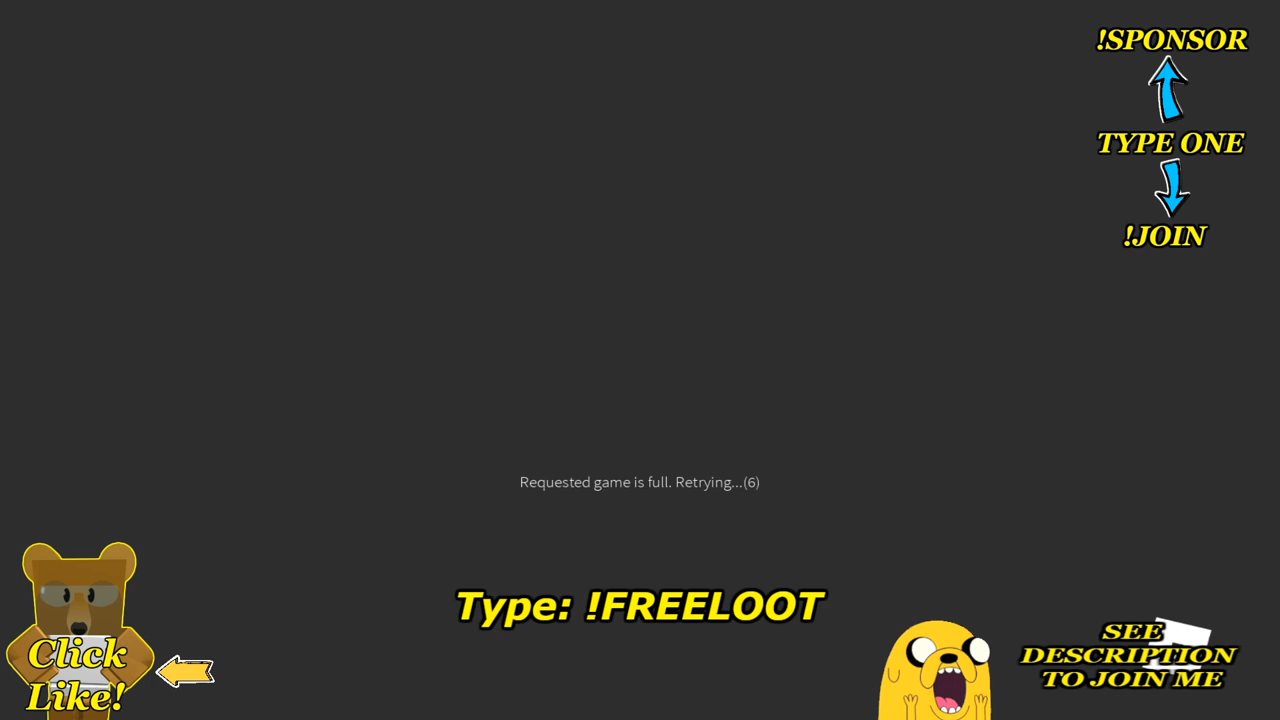 !SPONSOR
TYPE ONE
!JOIN
Requested game is full. Retrying...(6)
Type: !FREELOOT
Click
Like!
SEE
DESCRIPTION
TO JOIN ME